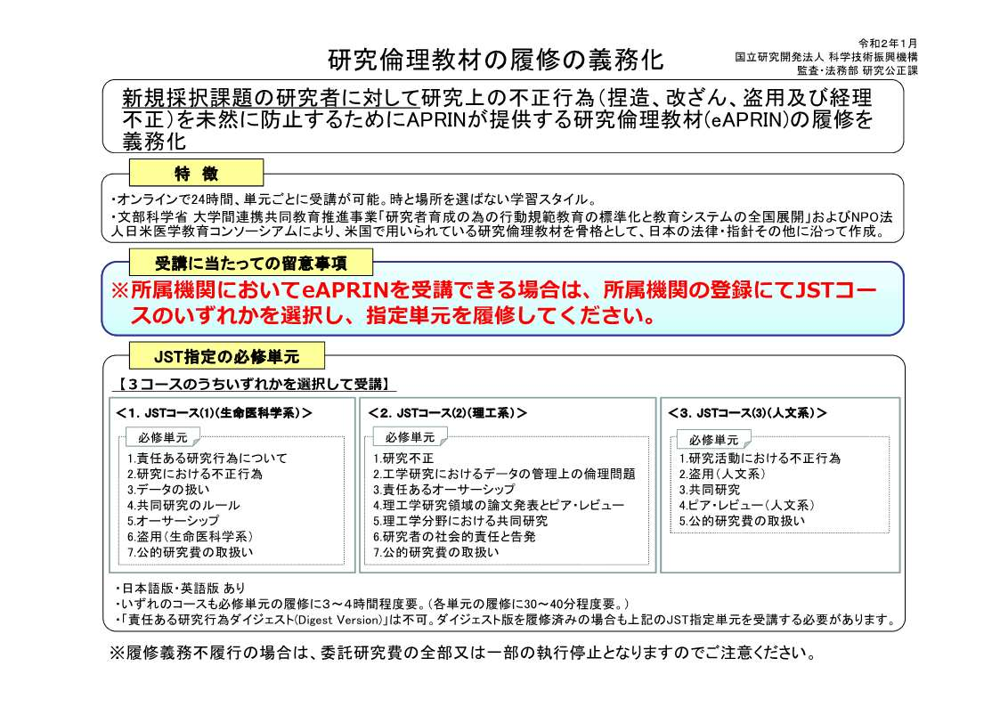 令和2年1月
国立研究開発法人 科学技術振興機構
監査・法務部 研究公正課
研究倫理教材の履修の義務化
新規採択課題の研究者に対して研究上の不正行為（捏造、改ざん、盗用及び経理
不正）を未然に防止するためにAPRINが提供する研究倫理教材(eAPRIN)の履修を
義務化
特 徴
・オンラインで24時間、単元ごとに受講が可能。時と場所を選ばない学習スタイル。
・文部科学省 大学間連携共同教育推進事業「研究者育成の為の行動規範教育の標準化と教育システムの全国展開」およびNPO法
人日米医学教育コンソーシアムにより、米国で用いられている研究倫理教材を骨格として、日本の法律・指針その他に沿って作成。
受講に当たっての留意事項
※所属機関においてeAPRINを受講できる場合は、所属機関の登録にてJSTコー
スのいずれかを選択し、指定単元を履修してください。
JST指定の必修単元
【３コースのうちいずれかを選択して受講】
＜１．JSTコース(1)（生命医科学系）＞
必修単元
1.責任ある研究行為について
2.研究における不正行為
3.データの扱い
4.共同研究のルール
5.オーサーシップ
6.盗用（生命医科学系）
7.公的研究費の取扱い
＜２．JSTコース(2)（理工系）＞
必修単元
1.研究不正
2.工学研究におけるデータの管理上の倫理問題
3.責任あるオーサーシップ
4.理工学研究領域の論文発表とピア・レビュー
5.理工学分野における共同研究
6.研究者の社会的責任と告発
7.公的研究費の取扱い
＜３．JSTコース(3)（人文系）＞
必修単元
1.研究活動における不正行為
2.盗用（人文系）
3.共同研究
4.ピア・レビュー（人文系）
5.公的研究費の取扱い
・日本語版・英語版 あり
・いずれのコースも必修単元の履修に３～４時間程度要。（各単元の履修に30～40分程度要。）
・「責任ある研究行為ダイジェスト(Digest Version)」は不可。ダイジェスト版を履修済みの場合も上記のJST指定単元を受講する必要があります。
※履修義務不履行の場合は、委託研究費の全部又は一部の執行停止となりますのでご注意ください。